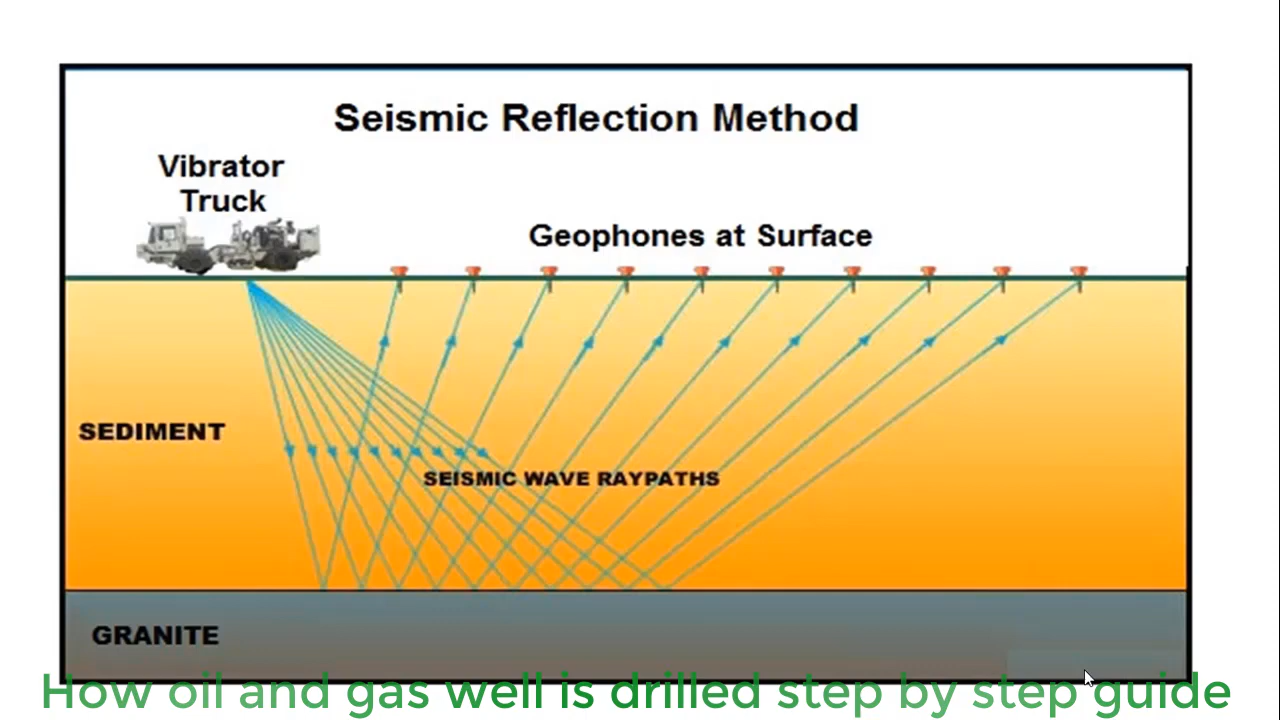 Seismic Reflection Method
Vibrator
Truck
Geophones at Surface
SEDIMENT
SEISMIC WAVE RAYPATHS
GRANITE
How oil and gas well is drilled step by step guide